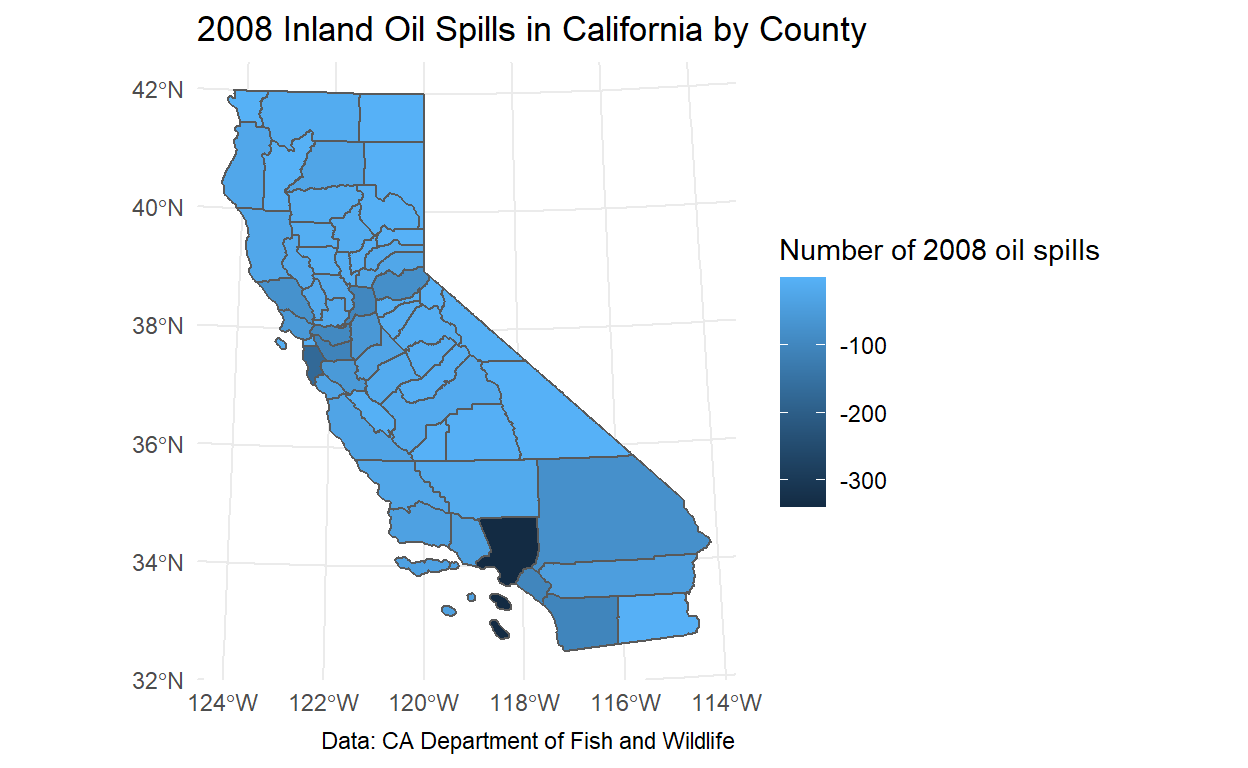 2008 Inland Oil Spills in California by County
42°N
40°N
38°N
36°N
34°N
32°N
124°W 122°W 120°W 118°W 116°W 114°W
Number of 2008 oil spills
-100
-200
-300
Data: CA Department of Fish and Wildlife